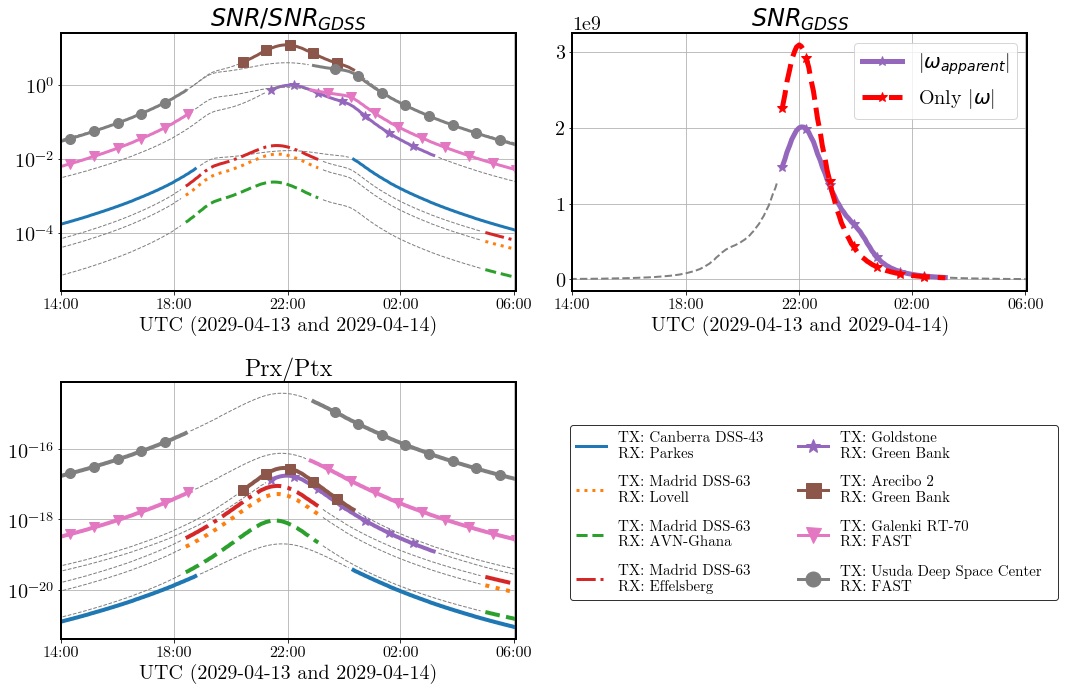 SNR/SNR_{GDSS}
10^0
10^{-2}
10^{-4}
14:00 18:00 22:00 02:00 06:00
UTC (2029-04-13 and 2029-04-14)
SNR_{GDSS}
1e9
3
2
1
0
|ω_{apparent}|
Only |ω|
14:00 18:00 22:00 02:00 06:00
UTC (2029-04-13 and 2029-04-14)
Prx/Ptx
10^{-16}
10^{-18}
10^{-20}
14:00 18:00 22:00 02:00 06:00
UTC (2029-04-13 and 2029-04-14)
TX: Canberra DSS-43
RX: Parkes
TX: Madrid DSS-63
RX: Lovell
TX: Madrid DSS-63
RX: AVN-Ghana
TX: Madrid DSS-63
RX: Effelsberg
TX: Goldstone
RX: Green Bank
TX: Arecibo 2
RX: Green Bank
TX: Galenki RT-70
RX: FAST
TX: Usuda Deep Space Center
RX: FAST